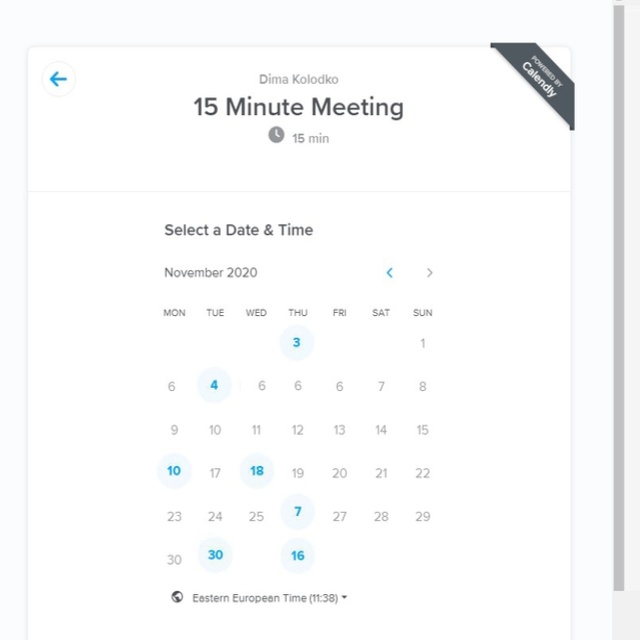 POWERED BY
Calendly
Dima Kolodko
15 Minute Meeting
15 min
Select a Date & Time
November 2020
MON TUE WED THU FRI SAT SUN
3 1
6 4 6 6 6 7 8
9 10 11 12 13 14 15
10 17 18 19 20 21 22
23 24 25 7 27 28 29
30 30 16
Eastern European Time (11:38)